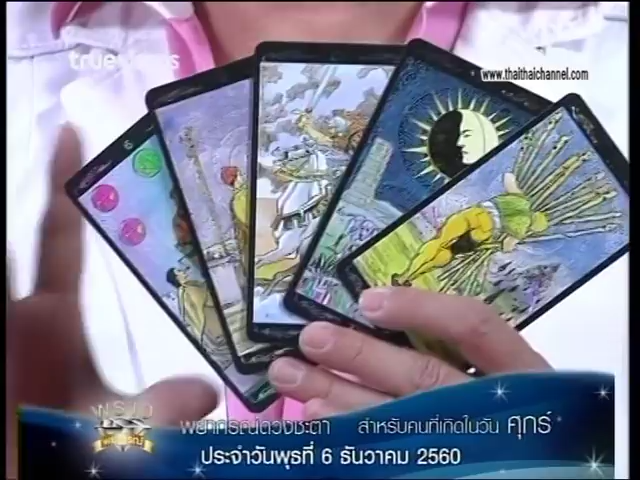 truevisions
www.thaithaichannel.com
6
พยากรณ์ดวงชะตา สำหรับคนที่เกิดในวัน ศุกร์
ประจำวันพุธที่ 6 ธันวาคม 2560